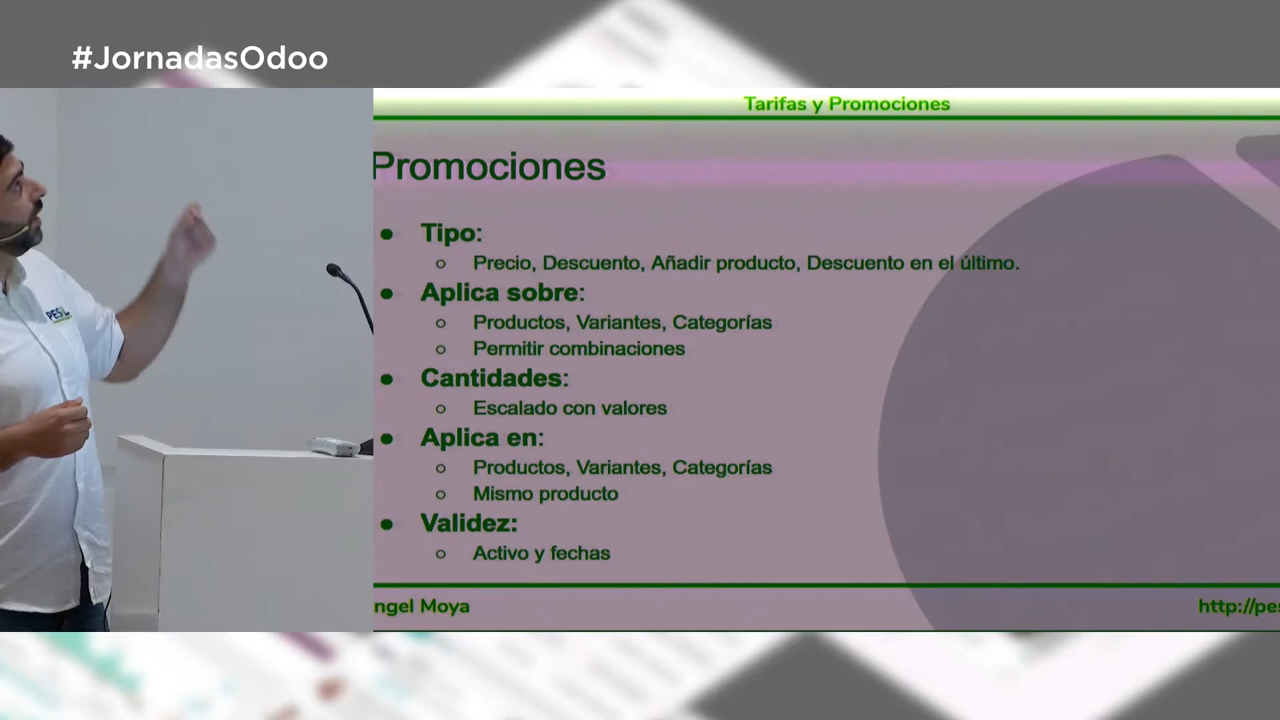 #JornadasOdoo
Tarifas y Promociones
Promociones
● Tipo:
○ Precio, Descuento, Añadir producto, Descuento en el último.
● Aplica sobre:
○ Productos, Variantes, Categorías
○ Permitir combinaciones
● Cantidades:
○ Escalado con valores
● Aplica en:
○ Productos, Variantes, Categorías
○ Mismo producto
● Validez:
○ Activo y fechas
ngel Moya
http://pes